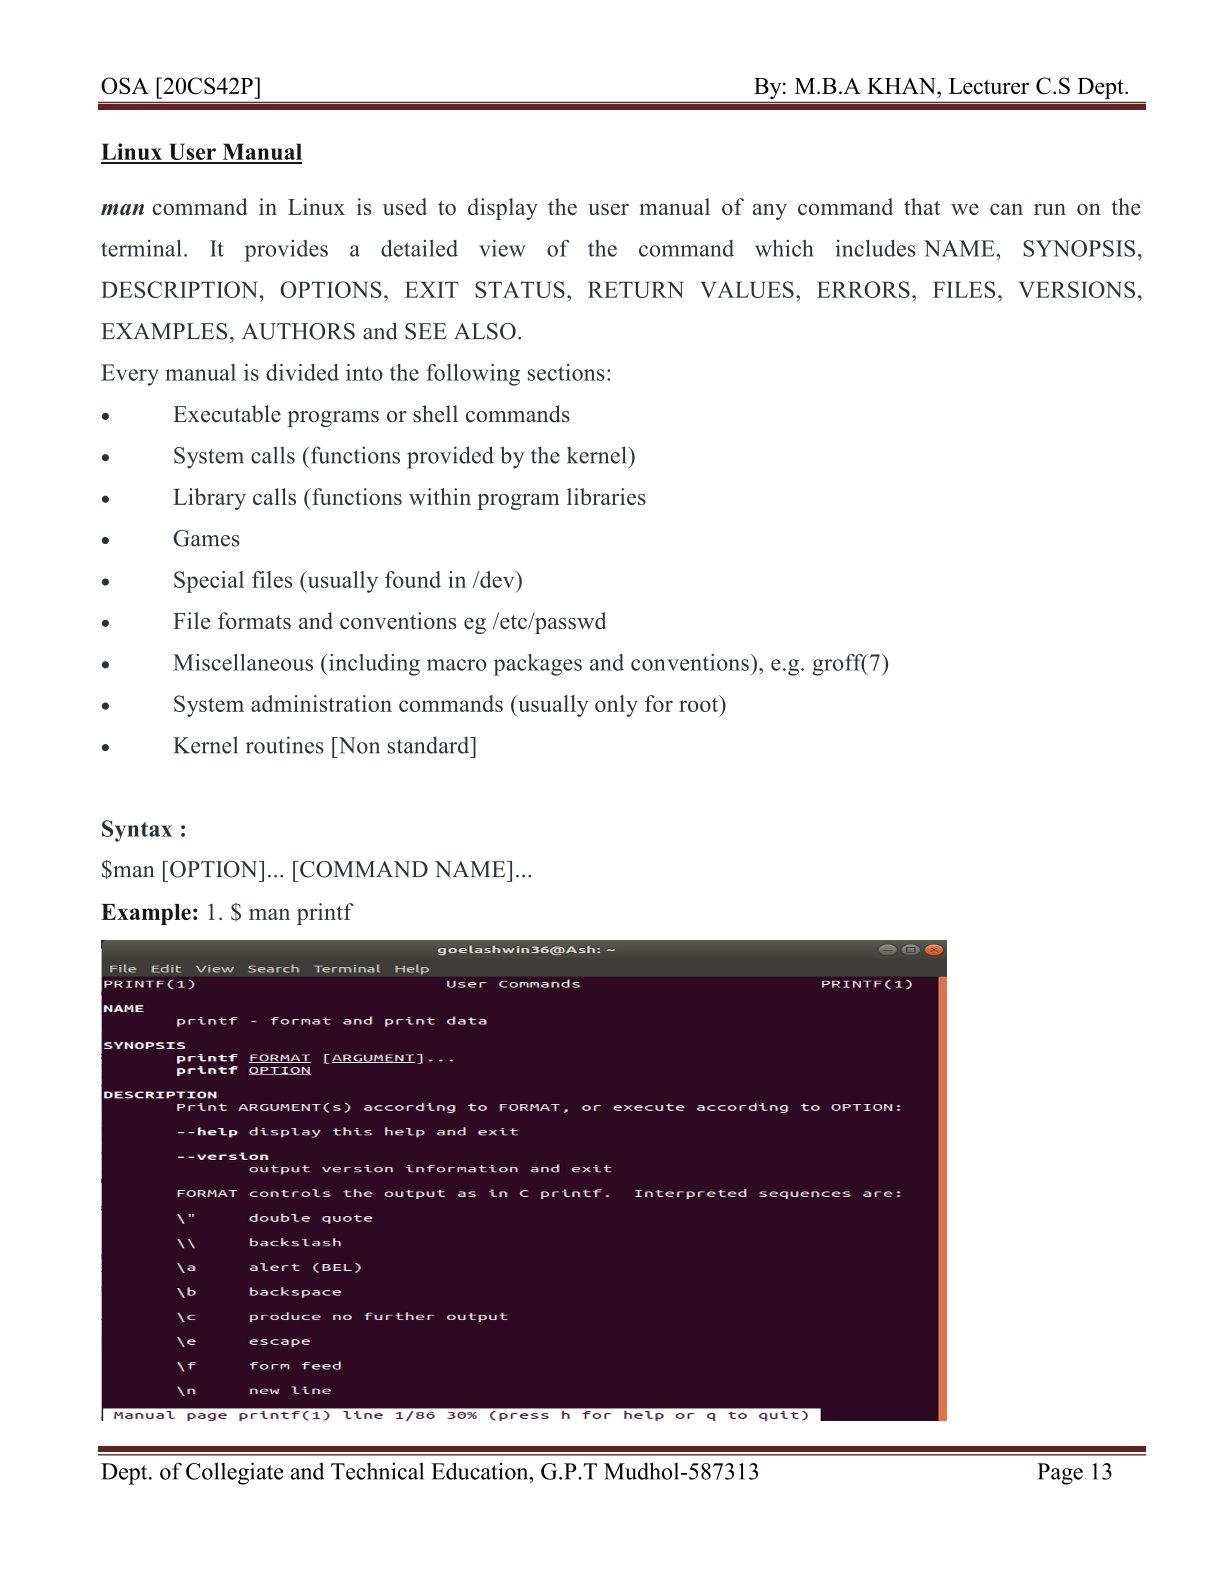 OSA [20CS42P] By: M.B.A KHAN, Lecturer C.S Dept.
Linux User Manual
man command in Linux is used to display the user manual of any command that we can run on the
terminal. It provides a detailed view of the command which includes NAME, SYNOPSIS,
DESCRIPTION, OPTIONS, EXIT STATUS, RETURN VALUES, ERRORS, FILES, VERSIONS,
EXAMPLES, AUTHORS and SEE ALSO.
Every manual is divided into the following sections:
• Executable programs or shell commands
• System calls (functions provided by the kernel)
• Library calls (functions within program libraries
• Games
• Special files (usually found in /dev)
• File formats and conventions eg /etc/passwd
• Miscellaneous (including macro packages and conventions), e.g. groff(7)
• System administration commands (usually only for root)
• Kernel routines [Non standard]
Syntax :
$man [OPTION]... [COMMAND NAME]...
Example: 1. $ man printf
goelashwin36@Ash: ~
File Edit View Search Terminal Help
PRINTF(1) User Commands PRINTF(1)
NAME
printf - format and print data
SYNOPSIS
printf FORMAT [ARGUMENT]...
printf OPTION
DESCRIPTION
Print ARGUMENT(s) according to FORMAT, or execute according to OPTION:
--help display this help and exit
--version
output version information and exit
FORMAT controls the output as in C printf. Interpreted sequences are:
\" double quote
\\ backslash
\a alert (BEL)
\b backspace
\c produce no further output
\e escape
\f form feed
\n new line
Manual page printf(1) line 1/86 30% (press h for help or q to quit)
Dept. of Collegiate and Technical Education, G.P.T Mudhol-587313 Page 13